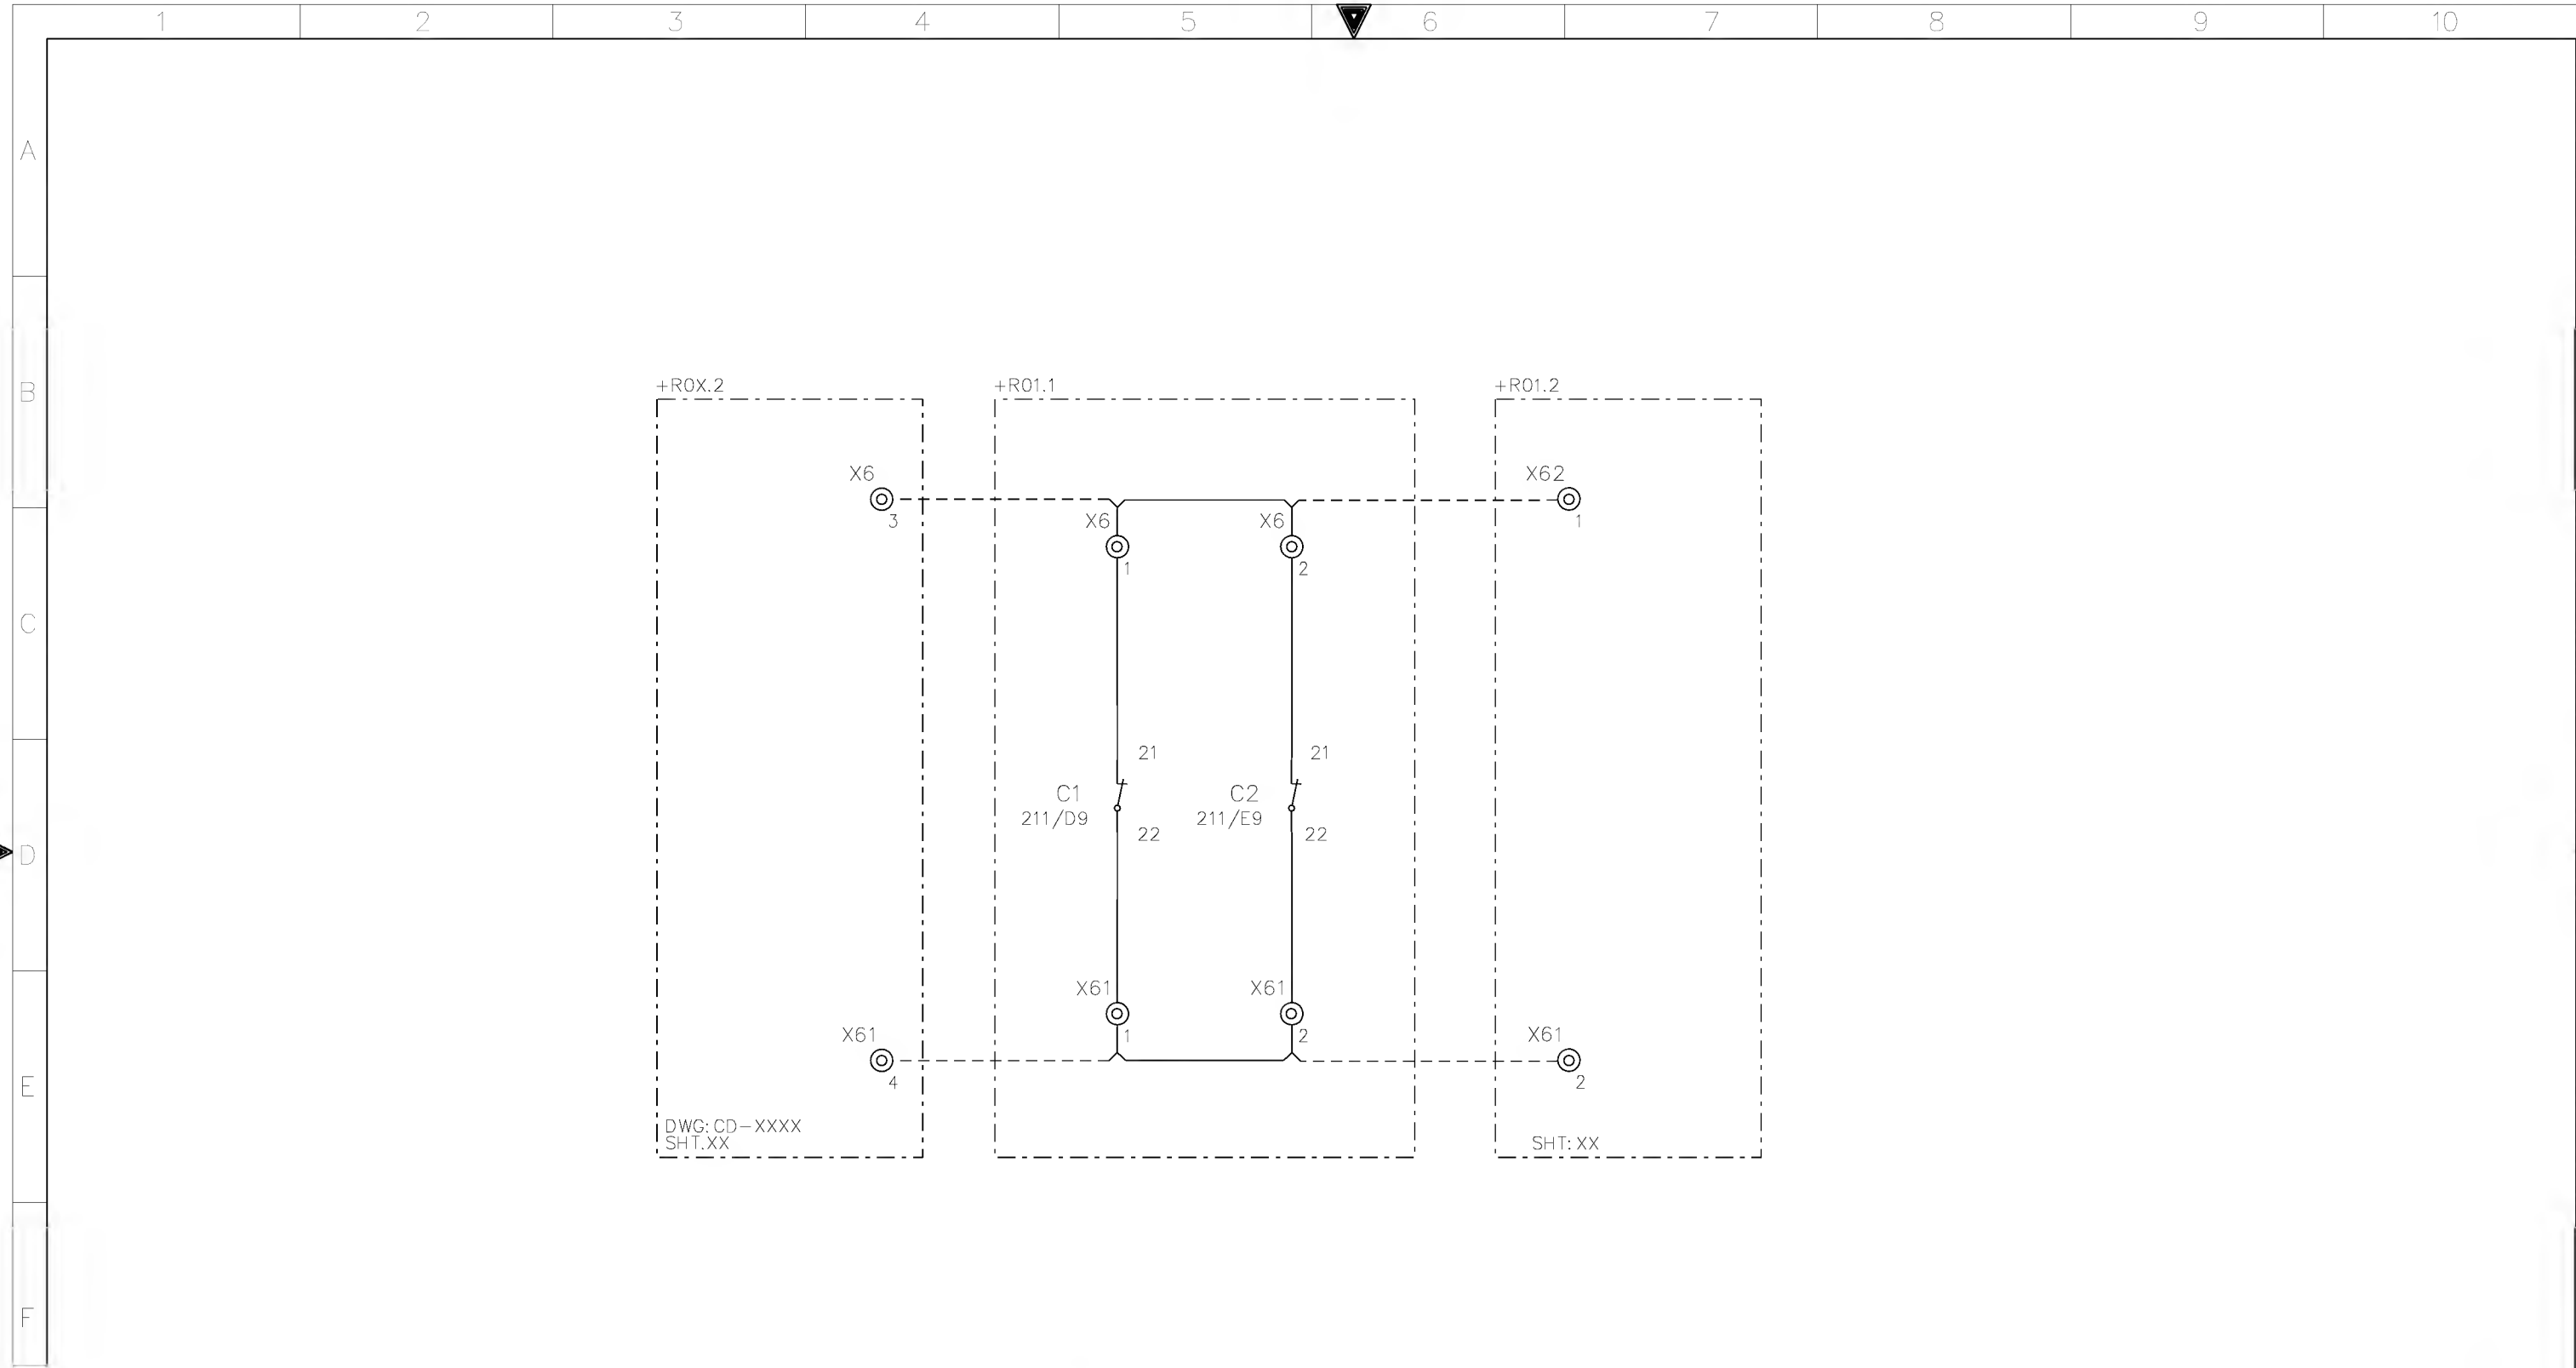 1 2 3 4 5 6 7 8 9 10
A
B
C
D
E
F
+R0X.2
+R01.1
+R01.2
X6
3
X6
1
X6
2
X62
1
21
C1
211/D9
22
21
C2
211/E9
22
X61
4
X61
1
X61
2
X61
2
DWG: CD-XXXX
SHT.XX
SHT: XX